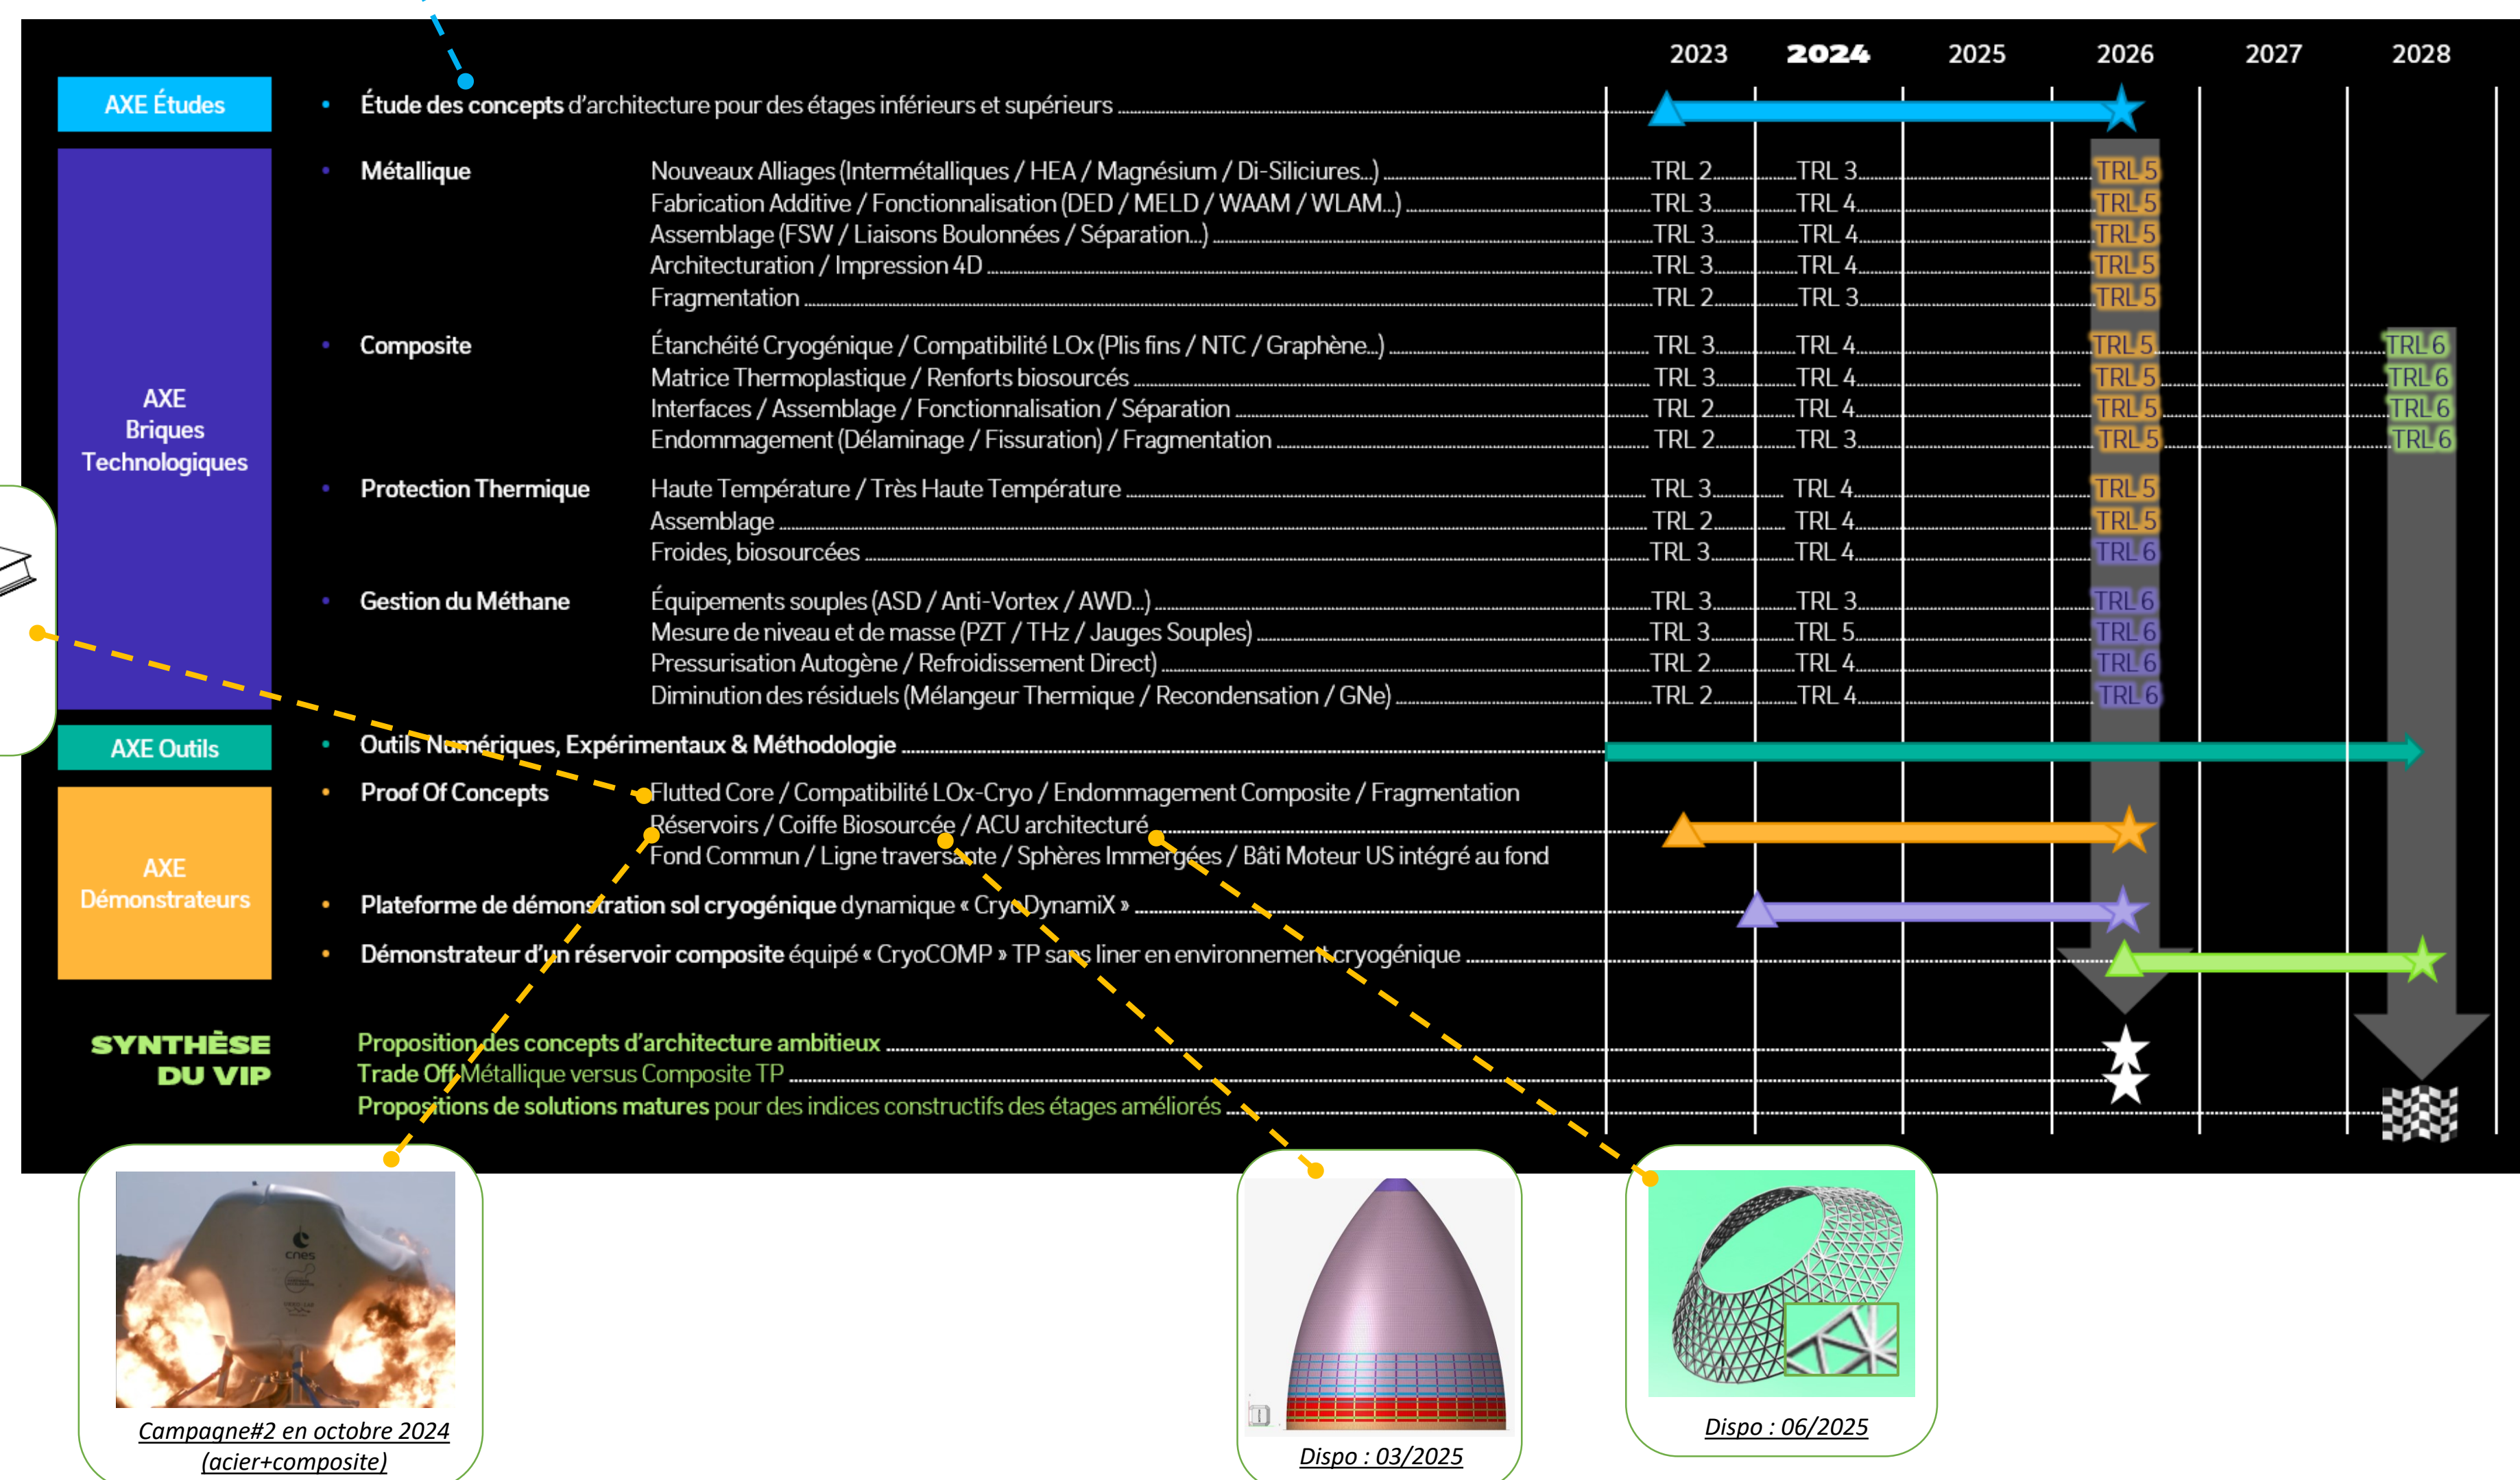 2023 2024 2025 2026 2027 2028
AXE Études
• Étude des concepts d'architecture pour des étages inférieurs et supérieurs
AXE
Briques
Technologiques
• Métallique Nouveaux Alliages (Intermétalliques / HEA / Magnésium / Di-Siliciures...) TRL 2 TRL 3 TRL 5
Fabrication Additive / Fonctionnalisation (DED / MELD / WAAM / WLAM...) TRL 3 TRL 4 TRL 5
Assemblage (FSW / Liaisons Boulonnées / Séparation...) TRL 3 TRL 4 TRL 5
Architecturation / Impression 4D TRL 3 TRL 4 TRL 5
Fragmentation TRL 2 TRL 3 TRL 5
• Composite Étanchéité Cryogénique / Compatibilité LOx (Plis fins / NTC / Graphène...) TRL 3 TRL 4 TRL 5 TRL 6
Matrice Thermoplastique / Renforts biosourcés TRL 3 TRL 4 TRL 5 TRL 6
Interfaces / Assemblage / Fonctionnalisation / Séparation TRL 2 TRL 4 TRL 5 TRL 6
Endommagement (Délaminage / Fissuration) / Fragmentation TRL 2 TRL 3 TRL 5 TRL 6
• Protection Thermique Haute Température / Très Haute Température TRL 3 TRL 4 TRL 5
Assemblage TRL 2 TRL 4 TRL 5
Froides, biosourcées TRL 3 TRL 4 TRL 6
• Gestion du Méthane Équipements souples (ASD / Anti-Vortex / AWD...) TRL 3 TRL 3 TRL 6
Mesure de niveau et de masse (PZT / THz / Jauges Souples) TRL 3 TRL 5 TRL 6
Pressurisation Autogène / Refroidissement Direct) TRL 2 TRL 4 TRL 6
Diminution des résiduels (Mélangeur Thermique / Recondensation / GNe) TRL 2 TRL 4 TRL 6
AXE Outils
• Outils Numériques, Expérimentaux & Méthodologie
AXE
Démonstrateurs
• Proof Of Concepts Flutted Core / Compatibilité LOx-Cryo / Endommagement Composite / Fragmentation
Réservoirs / Coiffe Biosourcée / ACU architecturé
Fond Commun / Ligne traversante / Sphères Immergées / Bâti Moteur US intégré au fond
• Plateforme de démonstration sol cryogénique dynamique « CryoDynamiX »
• Démonstrateur d'un réservoir composite équipé « CryoCOMP » TP sans liner en environnement cryogénique
SYNTHÈSE
DU VIP
Proposition des concepts d'architecture ambitieux
Trade Off Métallique versus Composite TP
Propositions de solutions matures pour des indices constructifs des étages améliorés
cnes
Campagne#2 en octobre 2024
(acier+composite)
Dispo : 03/2025
Dispo : 06/2025